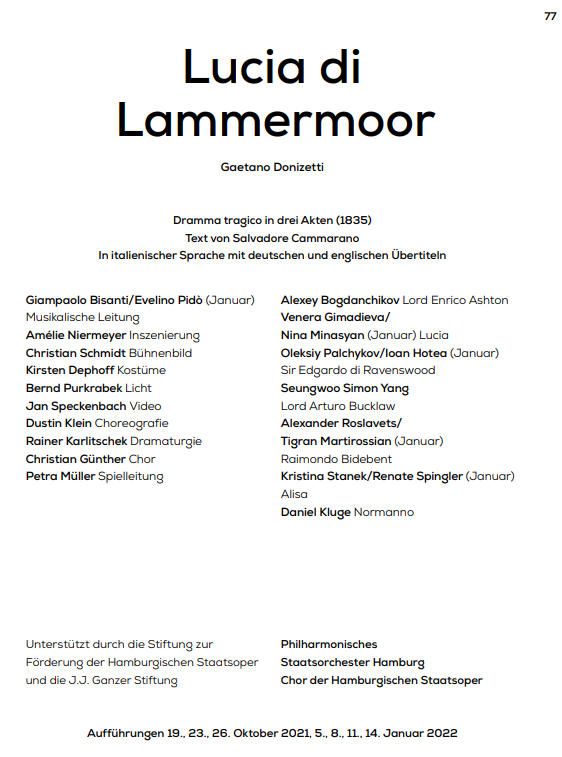 77
Lucia di
Lammermoor
Gaetano Donizetti
Dramma tragico in drei Akten (1835)
Text von Salvadore Cammarano
In italienischer Sprache mit deutschen und englischen Übertiteln
Giampaolo Bisanti/Evelino Pidò (Januar)
Musikalische Leitung
Amélie Niermeyer Inszenierung
Christian Schmidt Bühnenbild
Kirsten Dephoff Kostüme
Bernd Purkrabek Licht
Jan Speckenbach Video
Dustin Klein Choreografie
Rainer Karlitschek Dramaturgie
Christian Günther Chor
Petra Müller Spielleitung
Alexey Bogdanchikov Lord Enrico Ashton
Venera Gimadieva/
Nina Minasyan (Januar) Lucia
Oleksiy Palchykov/Ioan Hotea (Januar)
Sir Edgardo di Ravenswood
Seungwoo Simon Yang
Lord Arturo Bucklaw
Alexander Roslavets/
Tigran Martirossian (Januar)
Raimondo Bidebent
Kristina Stanek/Renate Spingler (Januar)
Alisa
Daniel Kluge Normanno
Unterstützt durch die Stiftung zur
Förderung der Hamburgischen Staatsoper
und die J.J. Ganzer Stiftung
Philharmonisches
Staatsorchester Hamburg
Chor der Hamburgischen Staatsoper
Aufführungen 19., 23., 26. Oktober 2021, 5., 8., 11., 14. Januar 2022